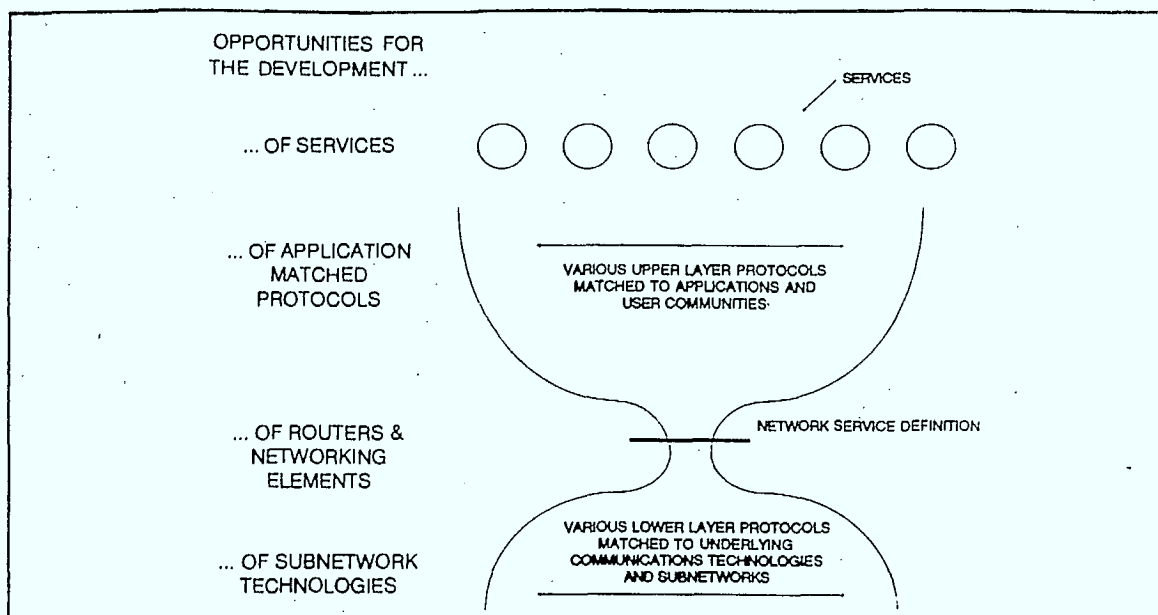 OPPORTUNITIES FOR
THE DEVELOPMENT ...
SERVICES
... OF SERVICES
... OF APPLICATION
MATCHED
PROTOCOLS
VARIOUS UPPER LAYER PROTOCOLS
MATCHED TO APPLICATIONS AND
USER COMMUNITIES
... OF ROUTERS &
NETWORKING
ELEMENTS
NETWORK SERVICE DEFINITION
VARIOUS LOWER LAYER PROTOCOLS
MATCHED TO UNDERLYING
COMMUNICATIONS TECHNOLOGIES
AND SUBNETWORKS
... OF SUBNETWORK
TECHNOLOGIES